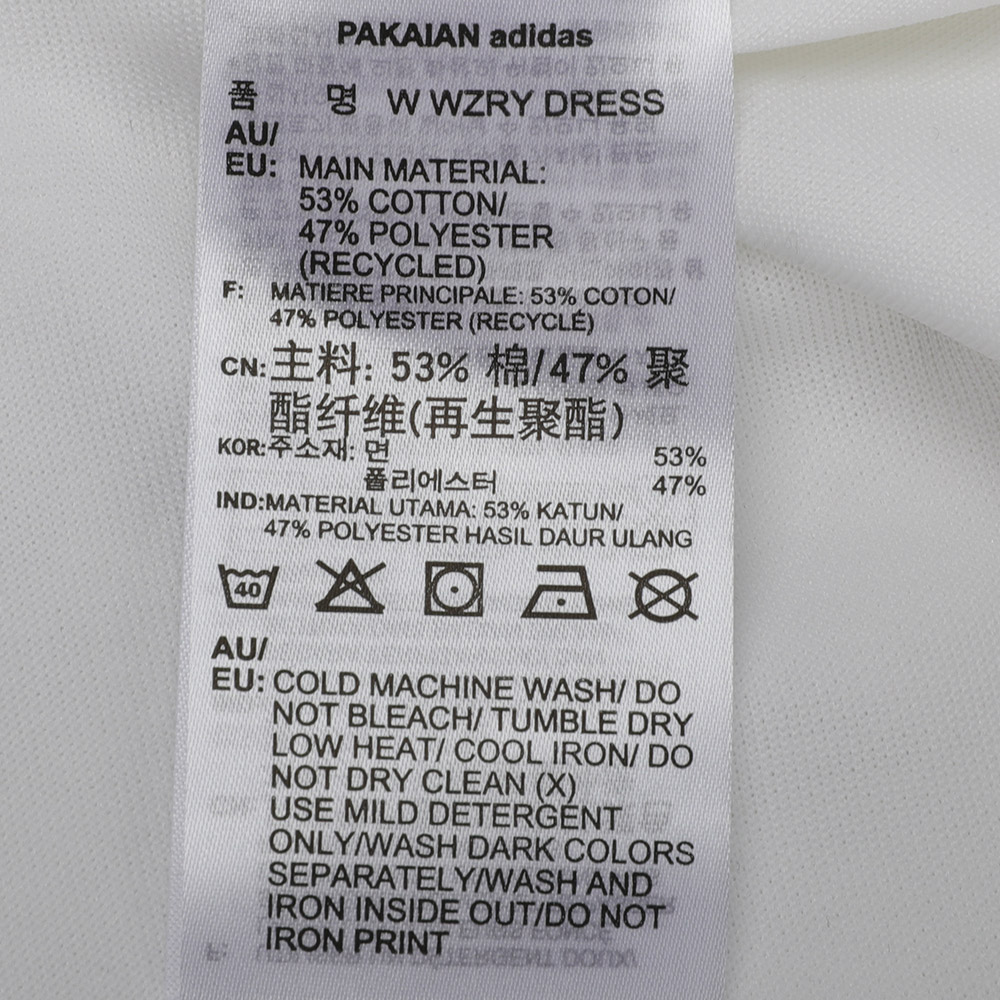 PAKAIAN adidas
품 명 W WZRY DRESS
AU/
EU: MAIN MATERIAL:
53% COTTON/
47% POLYESTER
(RECYCLED)
F: MATIERE PRINCIPALE: 53% COTON/
47% POLYESTER (RECYCLÉ)
CN: 主料: 53% 棉/47% 聚
酯纤维(再生聚酯)
KOR:주소재: 면 53%
폴리에스터 47%
IND:MATERIAL UTAMA: 53% KATUN/
47% POLYESTER HASIL DAUR ULANG
40
AU/
EU: COLD MACHINE WASH/ DO
NOT BLEACH/ TUMBLE DRY
LOW HEAT/ COOL IRON/ DO
NOT DRY CLEAN (X)
USE MILD DETERGENT
ONLY/WASH DARK COLORS
SEPARATELY/WASH AND
IRON INSIDE OUT/DO NOT
IRON PRINT